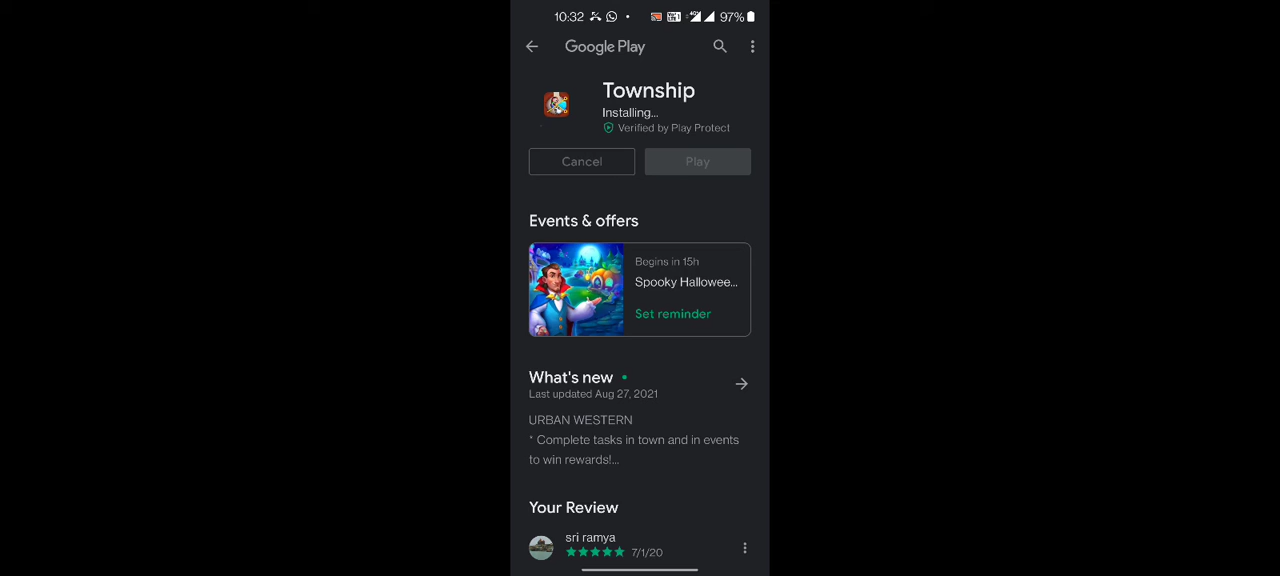 10:32 97%
Google Play
Township
Installing...
Verified by Play Protect
Cancel Play
Events & offers
Begins in 15h
Spooky Hallowee...
Set reminder
What's new
Last updated Aug 27, 2021
URBAN WESTERN
* Complete tasks in town and in events
to win rewards!...
Your Review
sri ramya
7/1/20